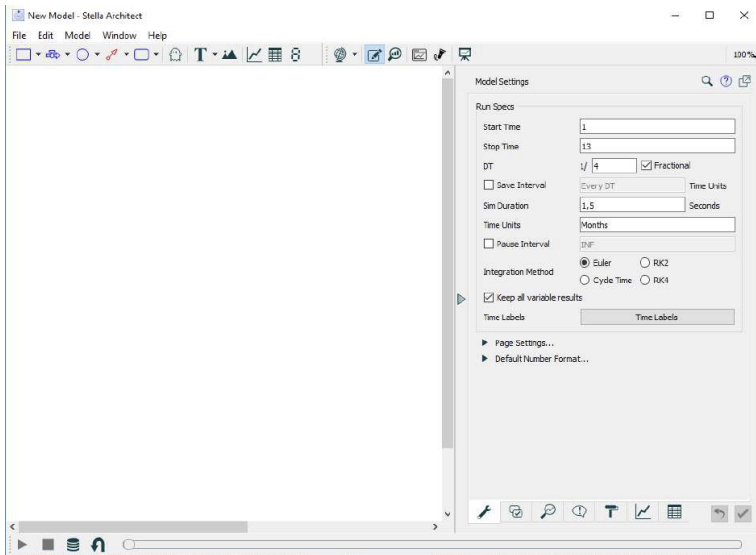 New Model - Stella Architect
File Edit Model Window Help
T
8
100%
Model Settings
Run Specs
Start Time 1
Stop Time 13
DT 1/ 4 Fractional
Save Interval Every DT Time Units
Sim Duration 1,5 Seconds
Time Units Months
Pause Interval INF
Integration Method Euler RK2
Cycle Time RK4
Keep all variable results
Time Labels Time Labels
Page Settings...
Default Number Format...